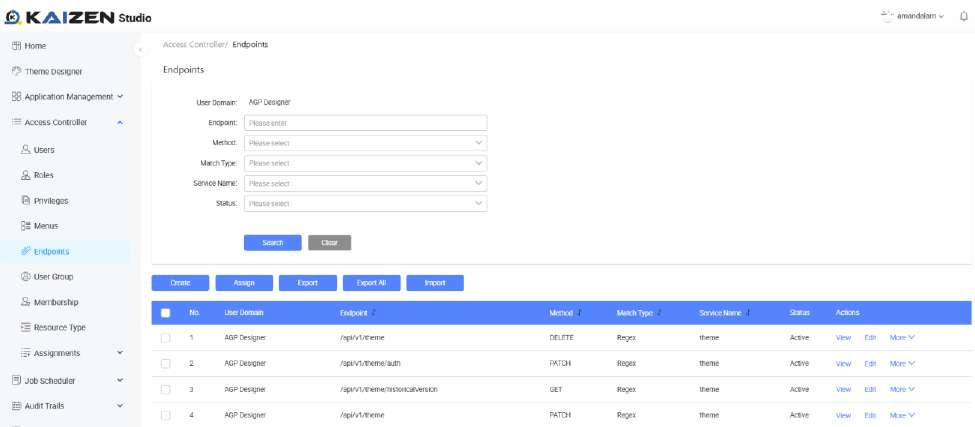 KAIZEN Studio
amandalam
Home
Theme Designer
Application Management
Access Controller
Users
Roles
Privileges
Menus
Endpoints
User Group
Membership
Resource Type
Assignments
Job Scheduler
Audit Trails
Access Controller/ Endpoints
Endpoints
User Domain: AGP Designer
Endpoint: Please enter
Method: Please select
Match Type: Please select
Service Name: Please select
Status: Please select
Search Clear
Create Assign Export Export All Import
No. User Domain Endpoint Method Match Type Service Name Status Actions
1 AGP Designer /api/v1/theme DELETE Regex theme Active View Edit More
2 AGP Designer /api/v1/theme/auth PATCH Regex theme Active View Edit More
3 AGP Designer /api/v1/theme/historicalversion GET Regex theme Active View Edit More
4 AGP Designer /api/v1/theme PATCH Regex theme Active View Edit More